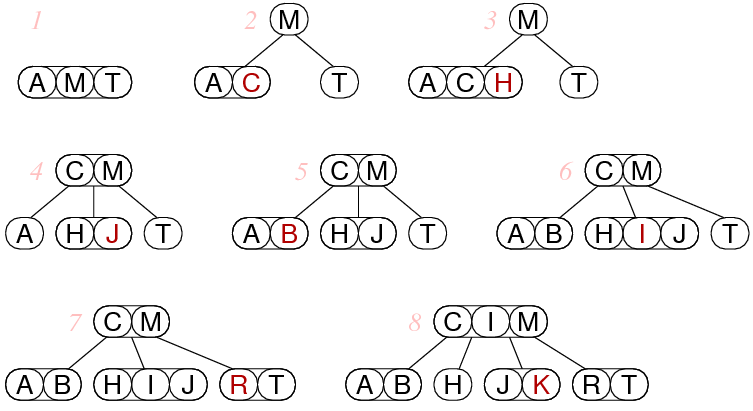 1 2 M 3 M
A M T A C T A C H T
4 C M 5 C M 6 C M
A H J T A B H J T A B H I J T
7 C M 8 C I M
A B H I J R T A B H J K R T